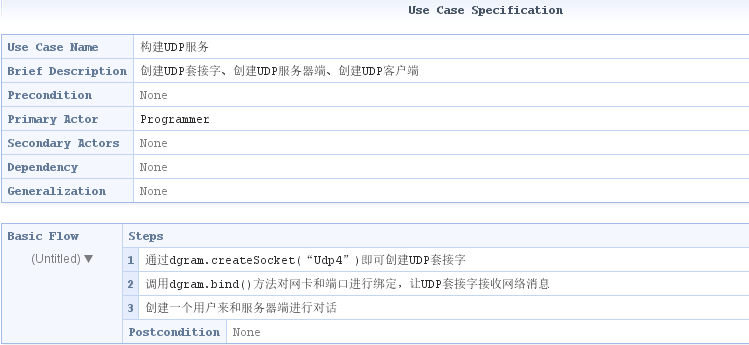 Use Case Specification
Use Case Name 构建UDP服务
Brief Description 创建UDP套接字、创建UDP服务器端、创建UDP客户端
Precondition None
Primary Actor Programmer
Secondary Actors None
Dependency None
Generalization None
Basic Flow Steps
(Untitled) ▼
1 通过dgram.createSocket(“Udp4”)即可创建UDP套接字
2 调用dgram.bind()方法对网卡和端口进行绑定，让UDP套接字接收网络消息
3 创建一个用户来和服务器端进行对话
Postcondition None